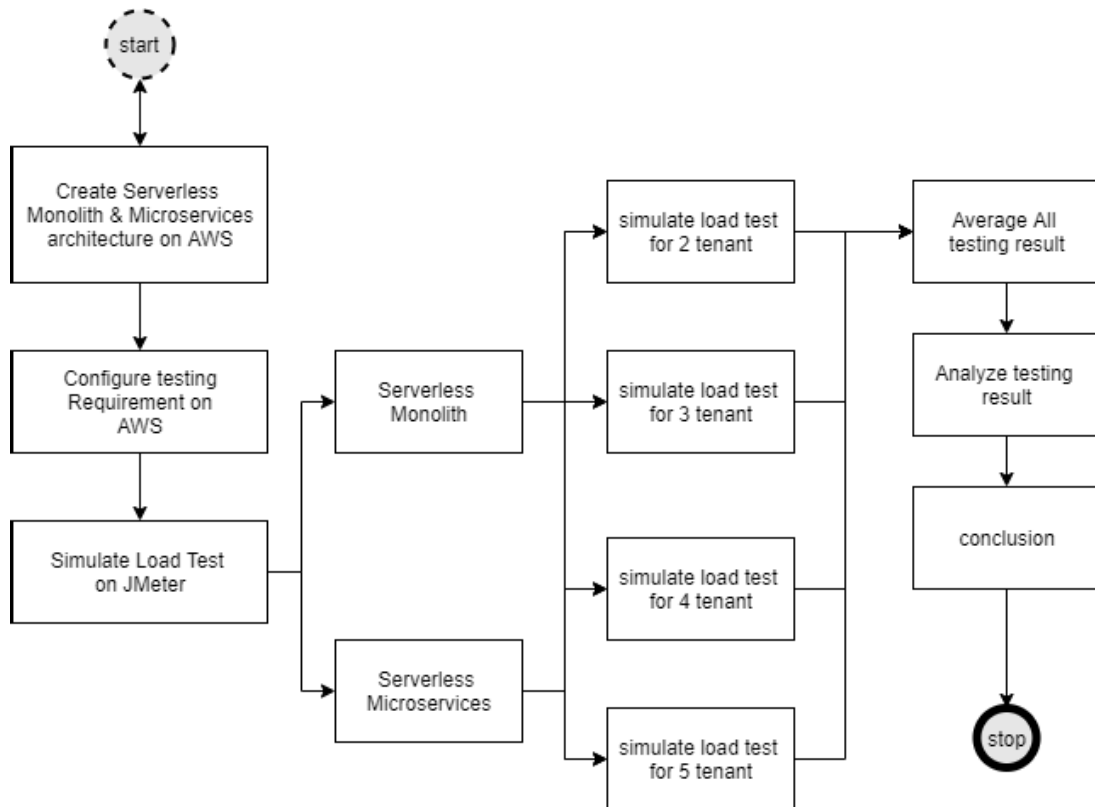 start
Create Serverless
Monolith & Microservices
architecture on AWS
Configure testing
Requirement on
AWS
Simulate Load Test
on JMeter
Serverless
Monolith
Serverless
Microservices
simulate load test
for 2 tenant
simulate load test
for 3 tenant
simulate load test
for 4 tenant
simulate load test
for 5 tenant
Average All
testing result
Analyze testing
result
conclusion
stop